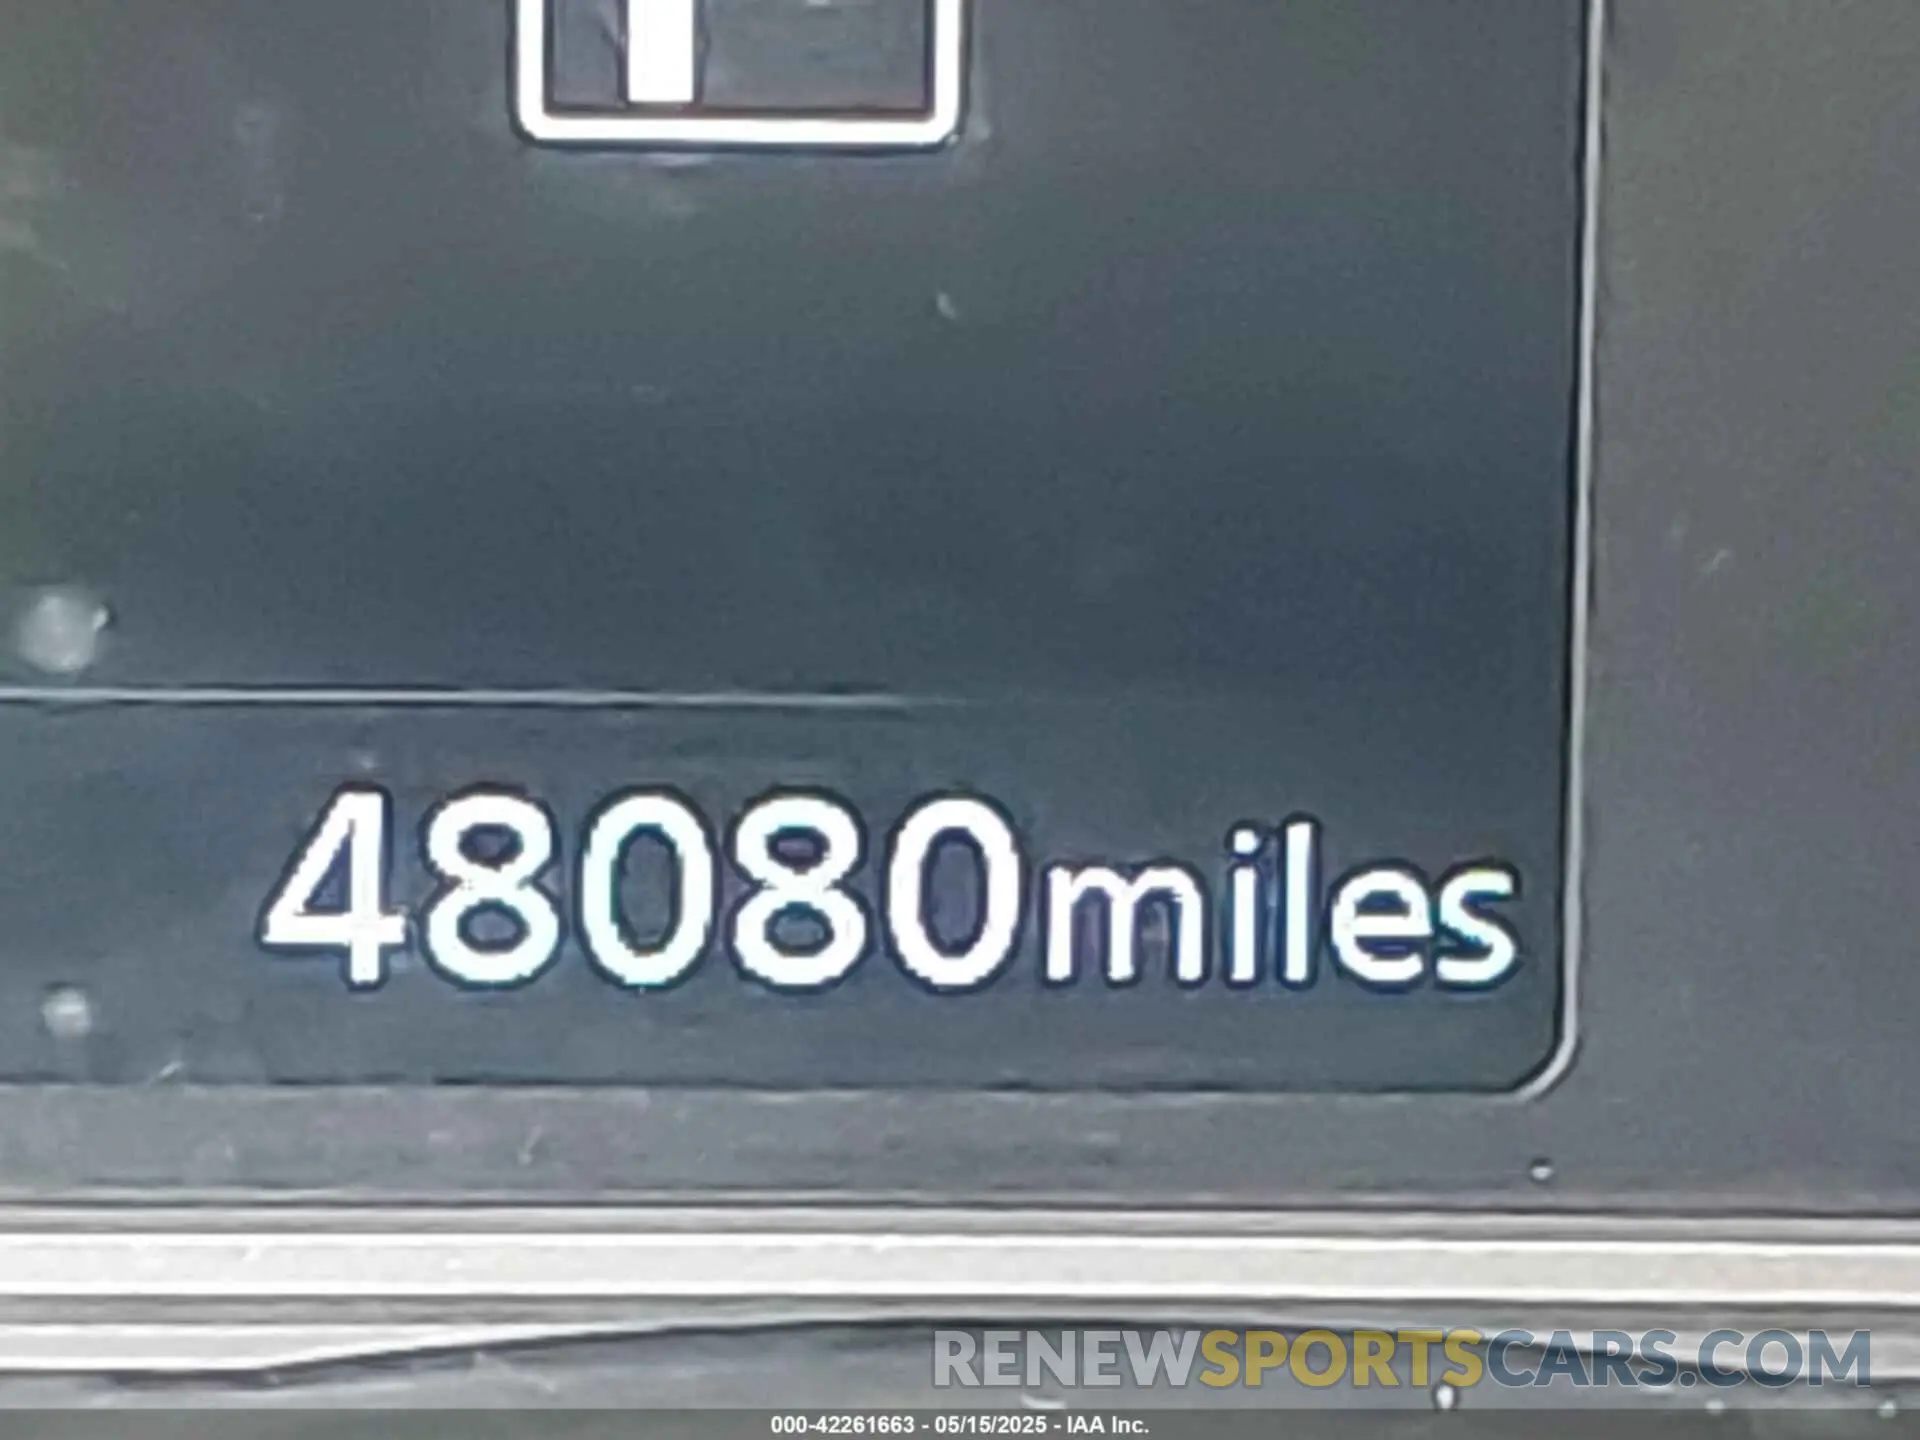 48080miles
RENEWSPORTSCARS.COM
000-42261663 - 05/15/2025 - IAA Inc.